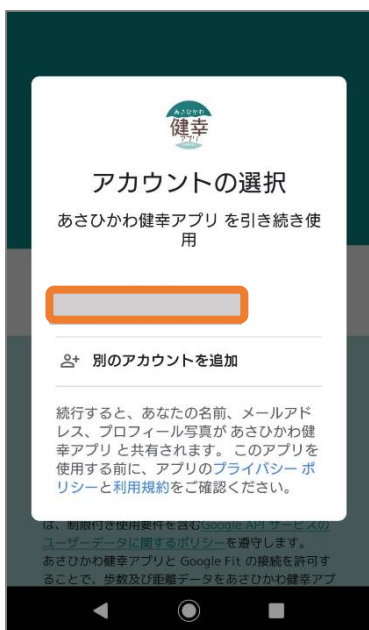 あさひかわ
健幸
アプリ
アカウントの選択
あさひかわ健幸アプリ を引き続き使
用
別のアカウントを追加
続行すると、あなたの名前、メールアド
レス、プロフィール写真が あさひかわ健
幸アプリ と共有されます。 このアプリを
使用する前に、アプリのプライバシー ポ
リシーと利用規約をご確認ください。
は、制限付き使用要件を含むGoogle API サービスの
ユーザーデータに関するポリシーを遵守します。
あさひかわ健幸アプリと Google Fit の接続を許可す
ることで、歩数及び距離データをあさひかわ健幸アプ